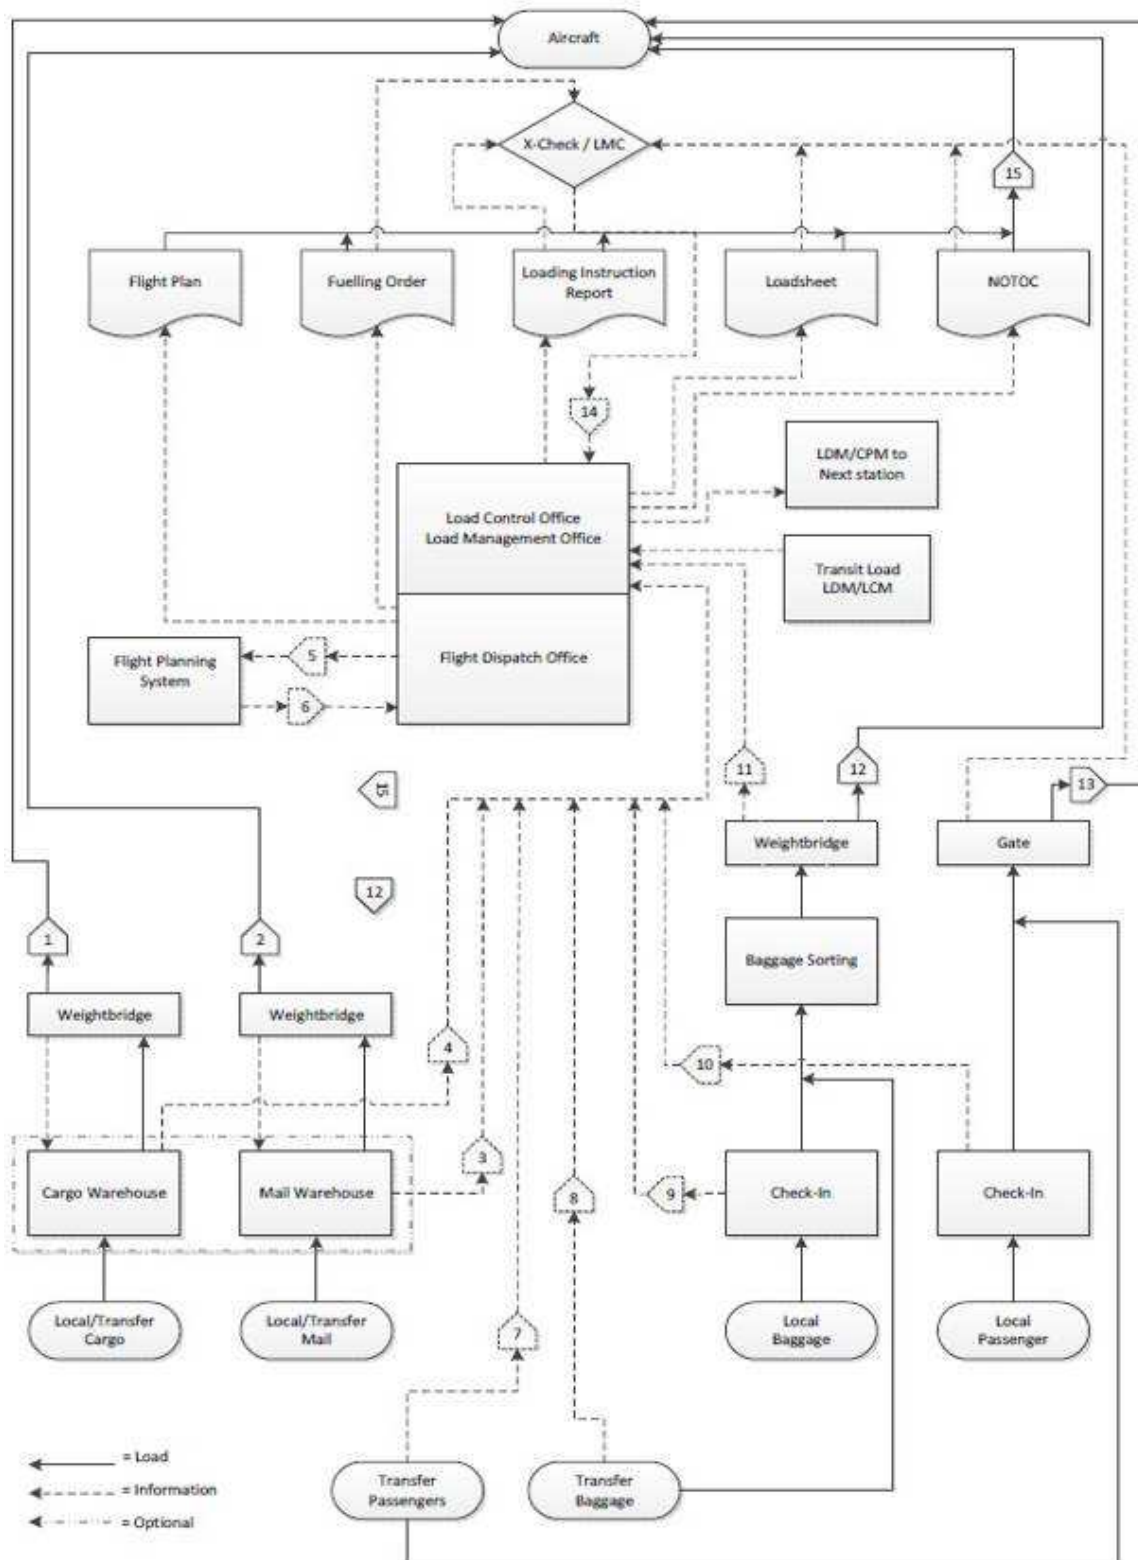 Aircraft
X-Check / LMC
15
Flight Plan
Fuelling Order
Loading Instruction
Report
Loadsheet
NOTOC
14
LDM/CPM to
Next station
Load Control Office
Load Management Office
Transit Load
LDM/LCM
Flight Planning
System
5
6
Flight Dispatch Office
15
11
12
13
Weightbridge
Gate
12
1
2
Baggage Sorting
Weightbridge
Weightbridge
4
10
3
Cargo Warehouse
Mail Warehouse
8
9
Check-In
Check-In
Local/Transfer
Cargo
Local/Transfer
Mail
7
Local
Baggage
Local
Passenger
= Load
= Information
= Optional
Transfer
Passengers
Transfer
Baggage